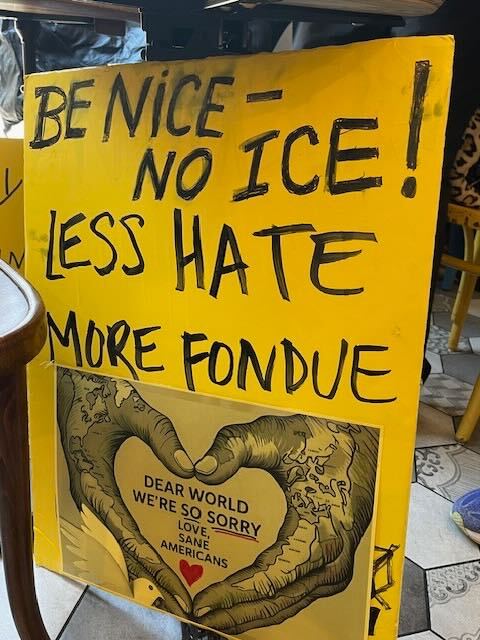 BE NiCE -
NO ICE!
LESS HATE
MORE FONDUE
DEAR WORLD
WE'RE SO SORRY
LOVE,
SANE
AMERICANS